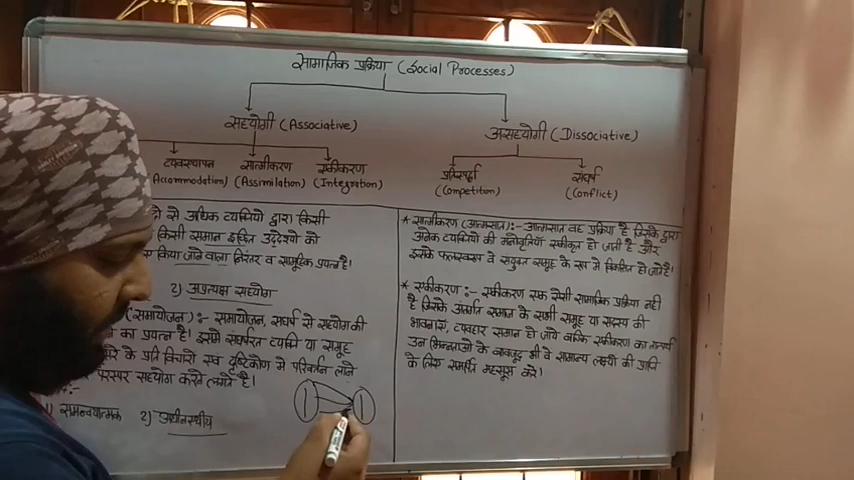 सामाजिक प्रक्रिया (Social Processes)
सहयोगी (Associative)
असहयोगी (Dissociative)
व्यवस्थापन
(Accommodation)
सात्मीकरण
(Assimilation)
एकीकरण
(Integration)
प्रतिस्पर्द्धा
(Competition)
संघर्ष
(Conflict)
से अधिक व्यक्तियो द्वारा किसी
किसी समान इच्छित उद्देश्यो को
किया जाने वाला निरंतर व सामूहिक प्रयत्न है।
2) अप्रत्यक्ष सहयोग
(समायोजन) :- समायोजन, संघर्ष से सहयोग की
का प्रयत्न है। इसमे संघर्षरत व्यक्ति या समूह
के प्रति विचारो एवं दृष्टिकोण मे परिवर्तन लाने
परस्पर सहयोग करने लगते है।
1) समन्वयात्मक 2) अधीनस्थीय
* सात्मीकरण (आत्मसात) :- आत्मसात वह प्रक्रिया है जिसके द्वारा
अनेक व्यक्तियो की मनोवृत्तियाँ एकीकृत हो जाती है और
इसके फलस्वरूप वे संयुक्त समूह के रूप मे विकसित हो जाते है।
* एकीकरण :- एकीकरण एक ऐसी सामाजिक प्रक्रिया नही
है जिसके अंतर्गत समाज के सभी समूह या सदस्य की
भावनाएं, व्यवहार समान हो जाये बल्कि एकीकरण का तात्पर्य
उन भिन्नताओ के बावजूद भी वे सामान्य लक्ष्यो की प्राप्ति
के लिए समर्पित महसूस करे।